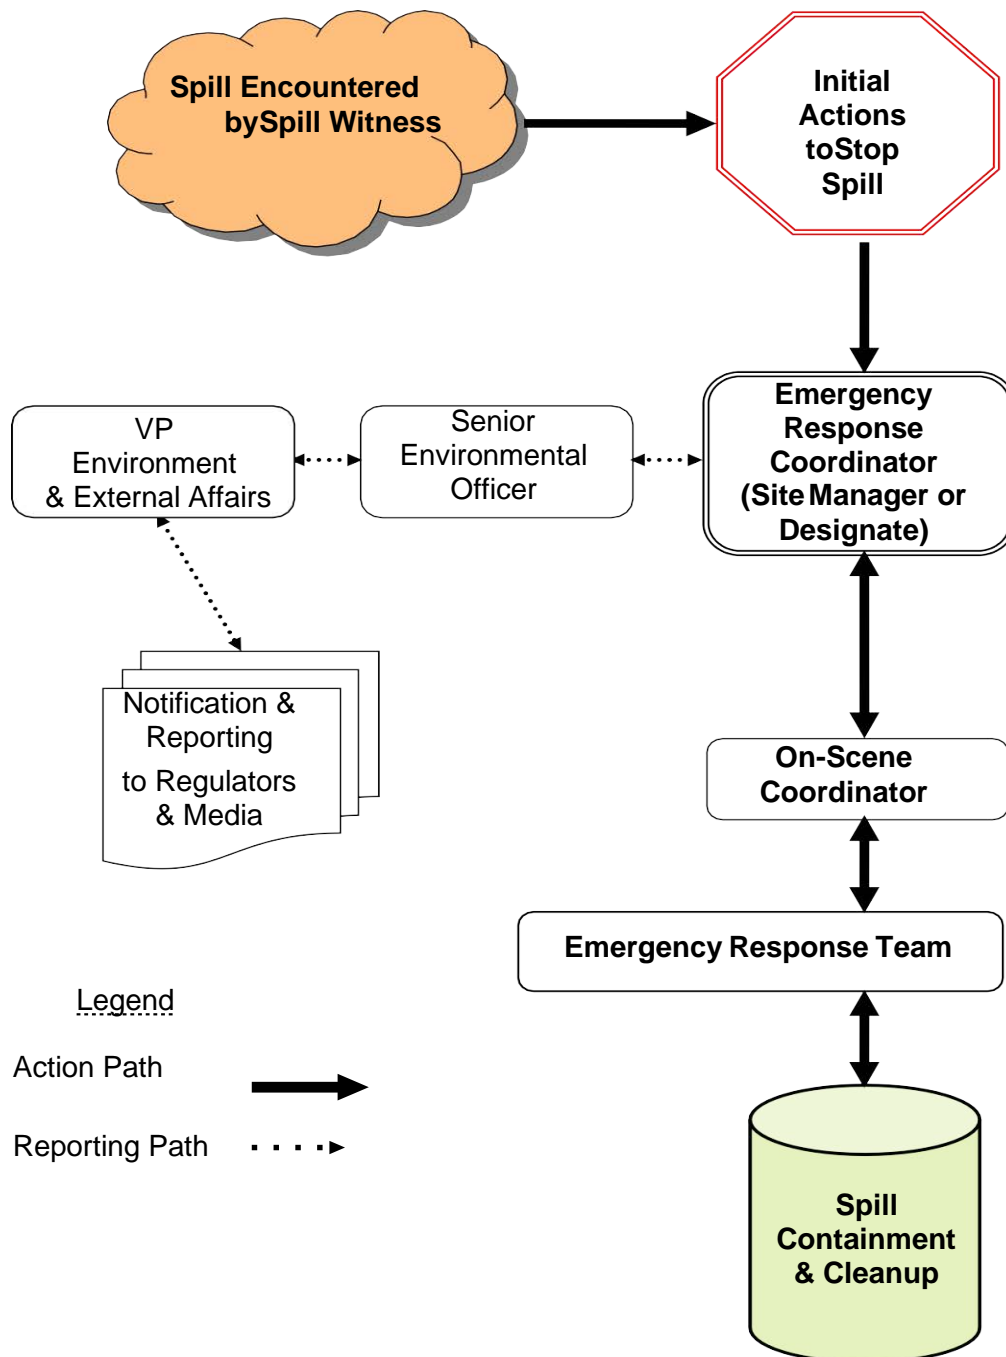 Spill Encountered
bySpill Witness
Initial
Actions
toStop
Spill
Emergency
Response
Coordinator
(Site Manager or
Designate)
Senior
Environmental
Officer
VP
Environment
& External Affairs
Notification &
Reporting
to Regulators
& Media
On-Scene
Coordinator
Emergency Response Team
Spill
Containment
& Cleanup
Legend
Action Path
Reporting Path